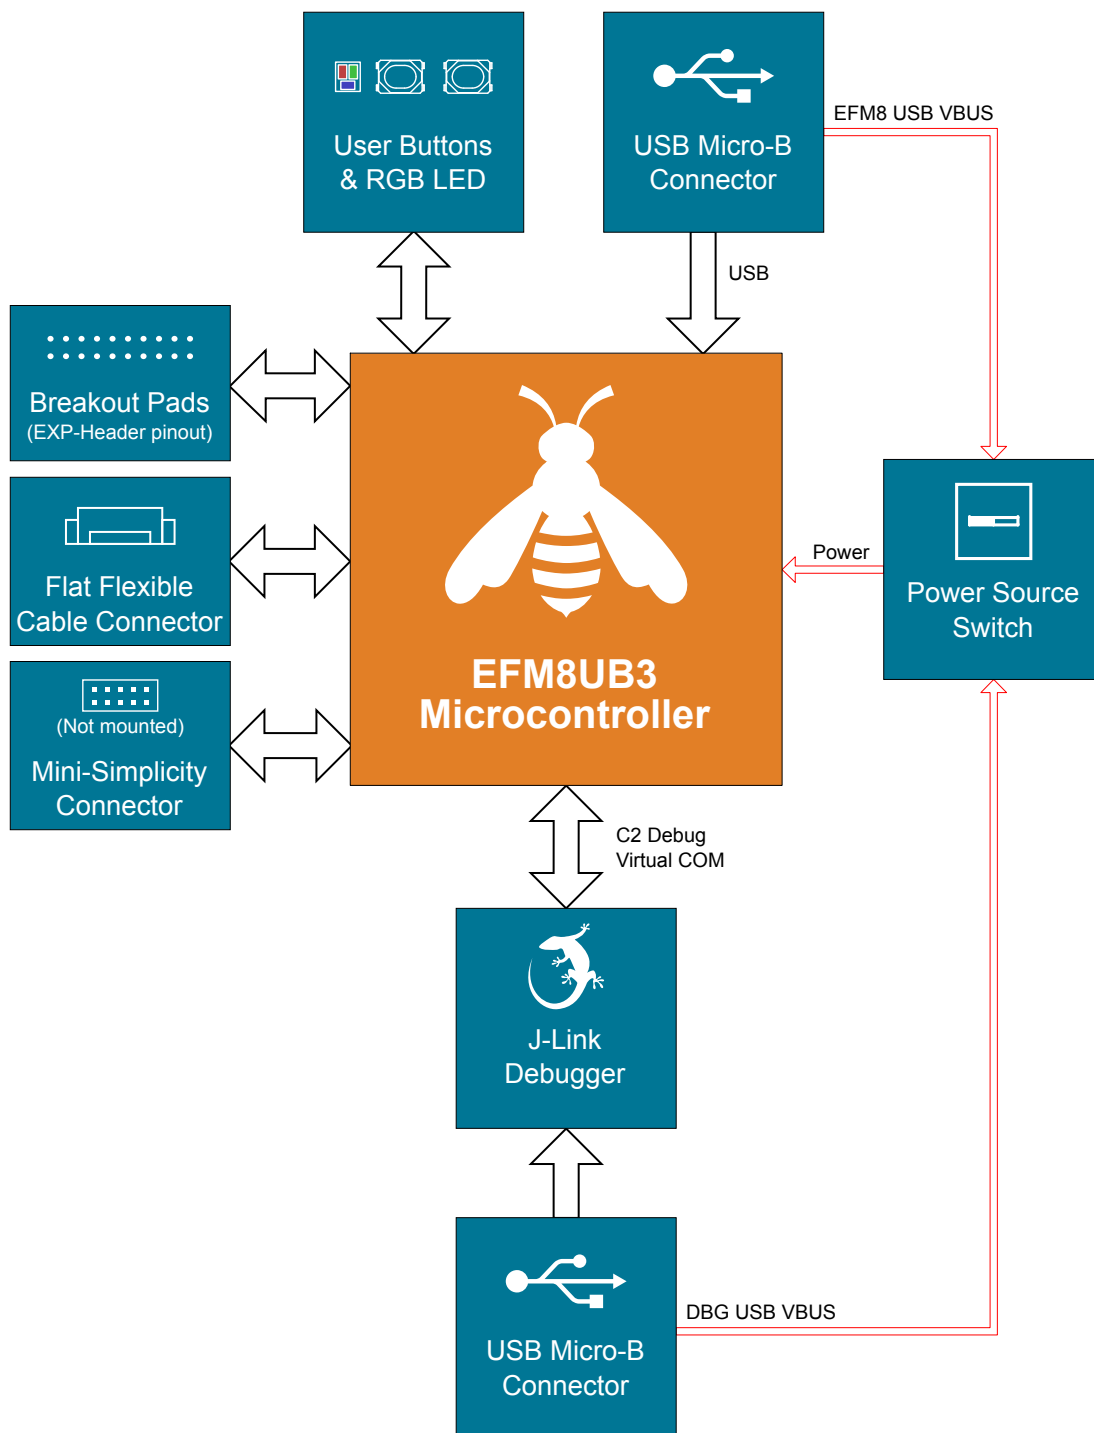 User Buttons
& RGB LED
USB Micro-B
Connector
EFM8 USB VBUS
USB
Breakout Pads
(EXP-Header pinout)
Flat Flexible
Cable Connector
(Not mounted)
Mini-Simplicity
Connector
EFM8UB3
Microcontroller
Power
Power Source
Switch
C2 Debug
Virtual COM
J-Link
Debugger
USB Micro-B
Connector
DBG USB VBUS